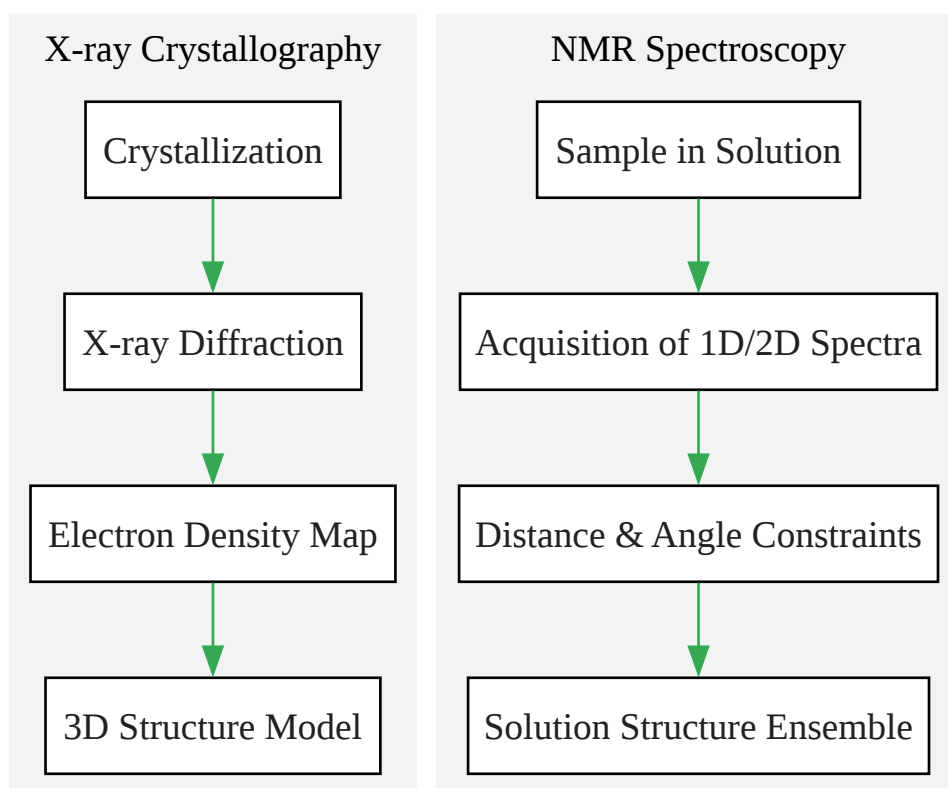 X-ray Crystallography
Crystallization
X-ray Diffraction
Electron Density Map
3D Structure Model
NMR Spectroscopy
Sample in Solution
Acquisition of 1D/2D Spectra
Distance & Angle Constraints
Solution Structure Ensemble